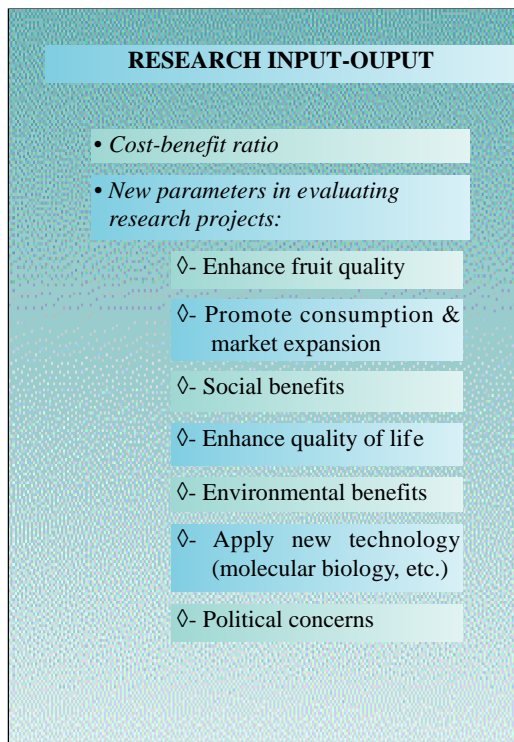 RESEARCH INPUT-OUPUT
• Cost-benefit ratio
• New parameters in evaluating
research projects:
◊- Enhance fruit quality
◊- Promote consumption &
market expansion
◊- Social benefits
◊- Enhance quality of life
◊- Environmental benefits
◊- Apply new technology
(molecular biology, etc.)
◊- Political concerns